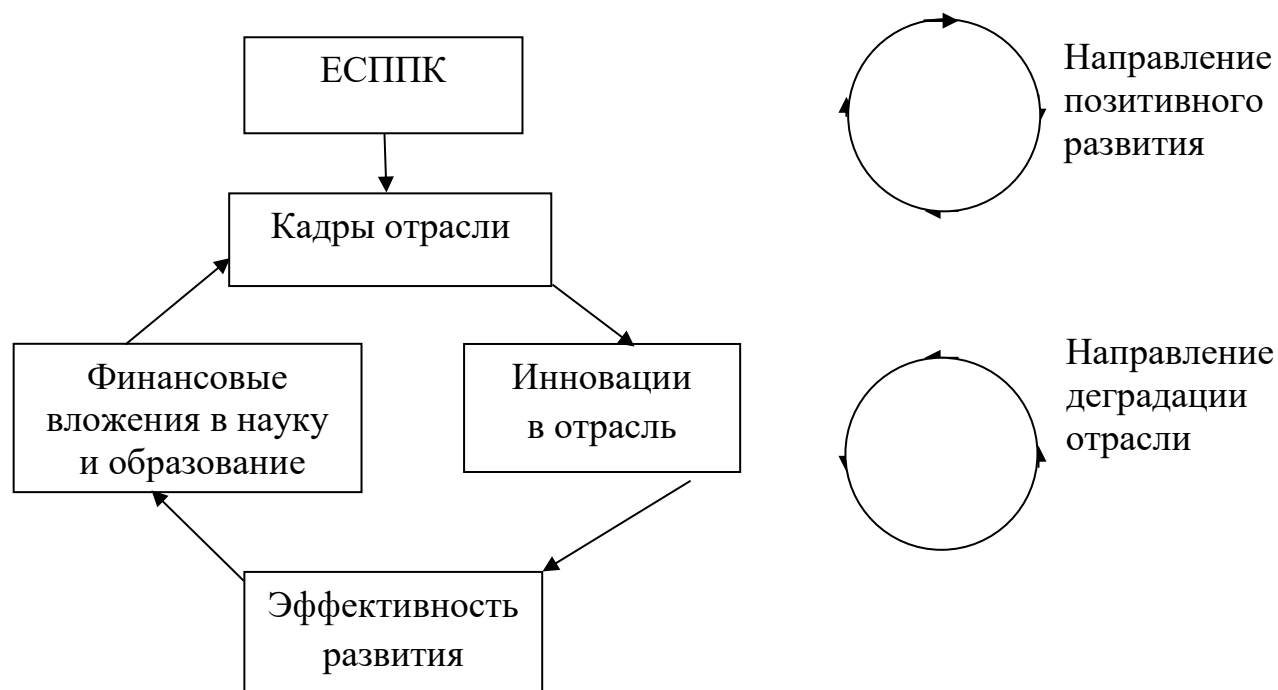 ЕСППК
Направление
позитивного
развития
Кадры отрасли
Финансовые
вложения в науку
и образование
Инновации
в отрасль
Направление
деградации
отрасли
Эффективность
развития